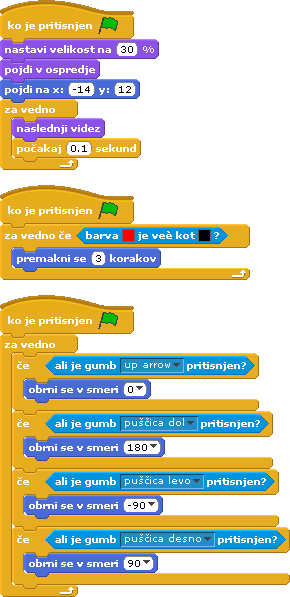 ko je pritisnjen
nastavi velikost na 30 %
pojdi v ospredje
pojdi na x: -14 y: 12
za vedno
naslednji videz
počakaj 0.1 sekund
ko je pritisnjen
za vedno če barva je veè kot ?
premakni se 3 korakov
ko je pritisnjen
za vedno
če ali je gumb up arrow pritisnjen?
obrni se v smeri 0
če ali je gumb puščica dol pritisnjen?
obrni se v smeri 180
če ali je gumb puščica levo pritisnjen?
obrni se v smeri -90
če ali je gumb puščica desno pritisnjen?
obrni se v smeri 90